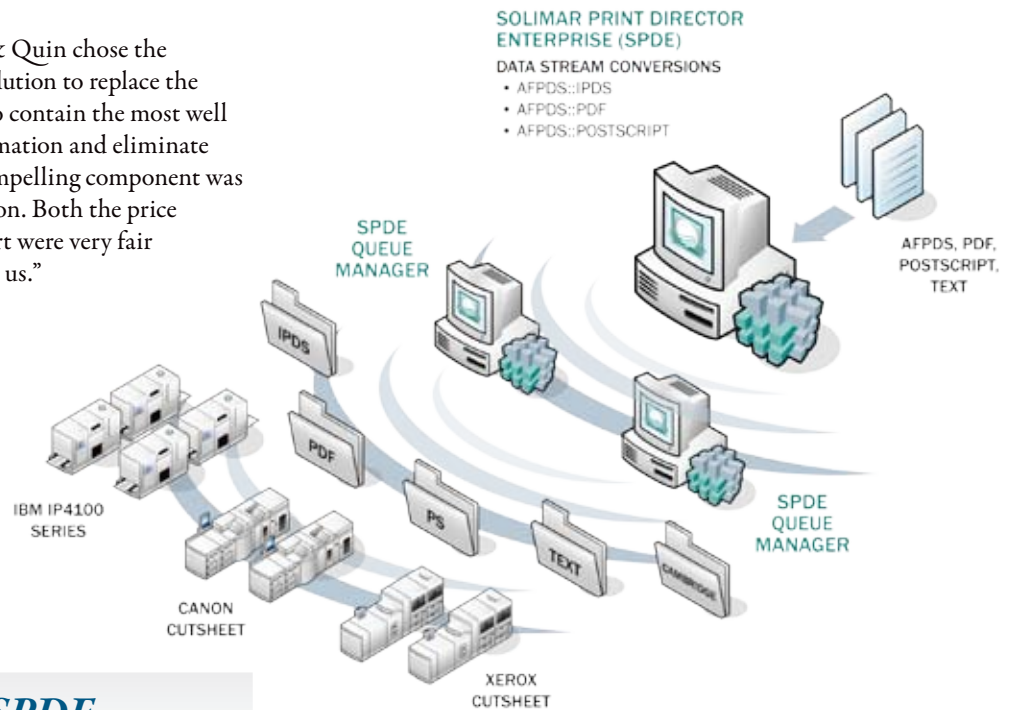 & Quin chose the
lution to replace the
o contain the most well
mation and eliminate
mpelling component was
on. Both the price
rt were very fair
us.”
SOLIMAR PRINT DIRECTOR
ENTERPRISE (SPDE)
DATA STREAM CONVERSIONS
• AFPDS::IPDS
• AFPDS::PDF
• AFPDS::POSTSCRIPT
AFPDS, PDF,
POSTSCRIPT,
TEXT
SPDE
QUEUE
MANAGER
IPDS
PDF
PS
TEXT
CAMBRIDGE
SPDE
QUEUE
MANAGER
IBM IP4100
SERIES
CANON
CUTSHEET
XEROX
CUTSHEET
SPDE